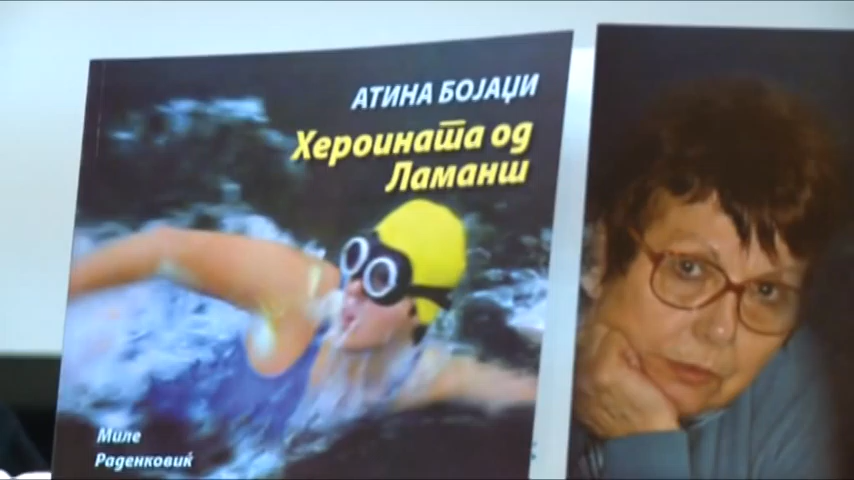 АТИНА БОЈАЏИ
Хероината од
Ламанш
Миле
Раденковиќ